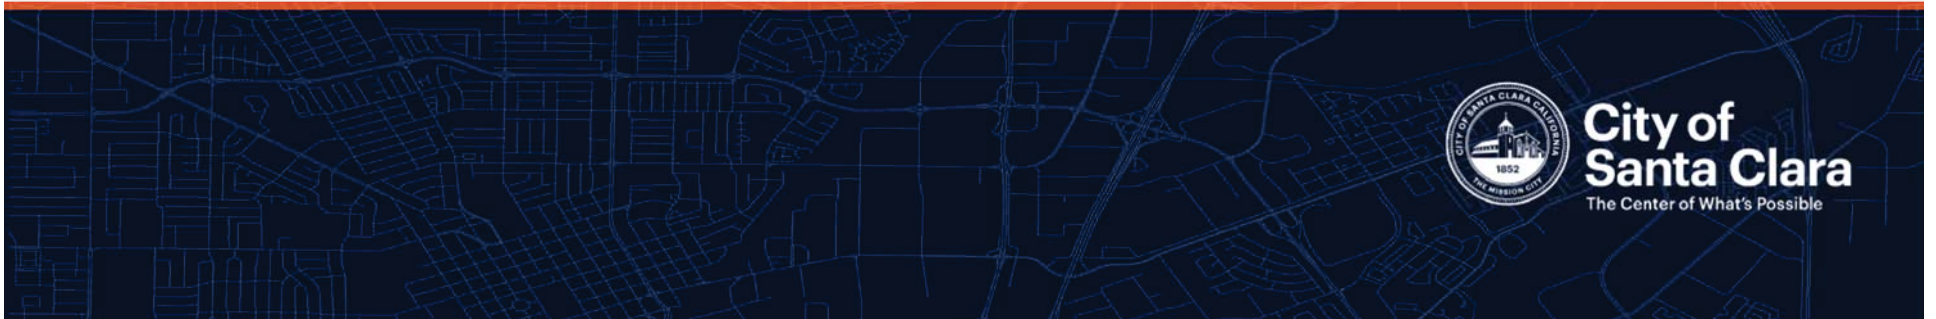 CITY OF SANTA CLARA CALIFORNIA
1852
THE MISSION CITY
City of
Santa Clara
The Center of What's Possible